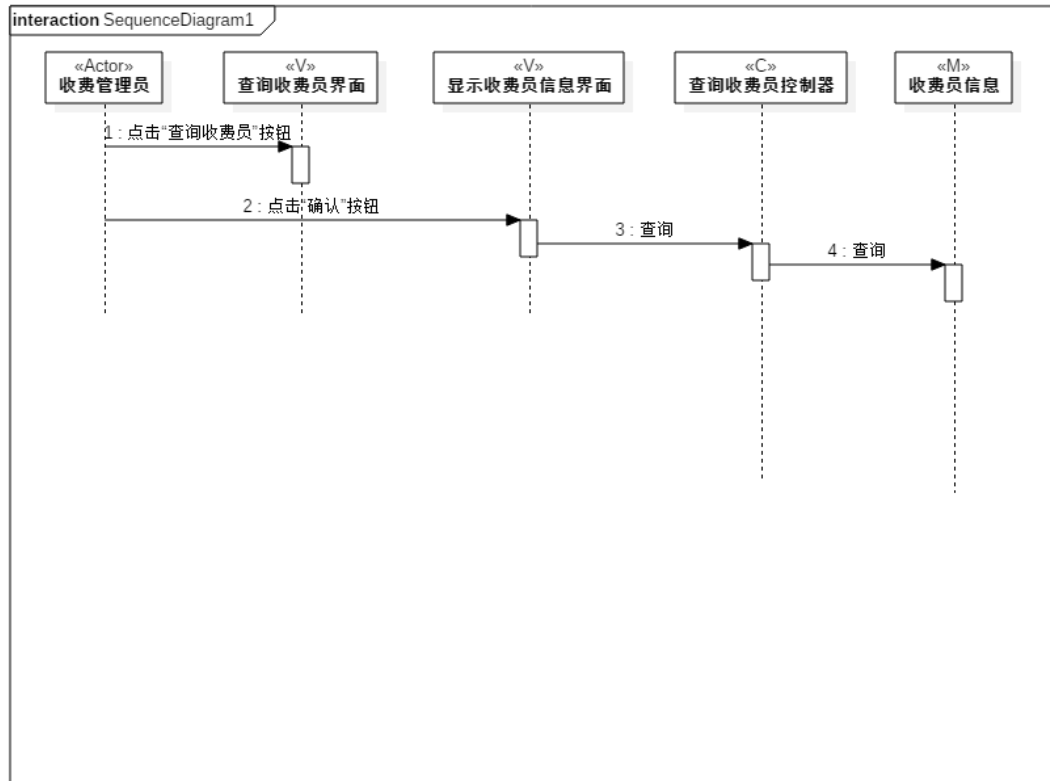 interaction SequenceDiagram1
«Actor»
收费管理员
«V»
查询收费员界面
«V»
显示收费员信息界面
«C»
查询收费员控制器
«M»
收费员信息
1 : 点击“查询收费员”按钮
2 : 点击“确认”按钮
3 : 查询
4 : 查询